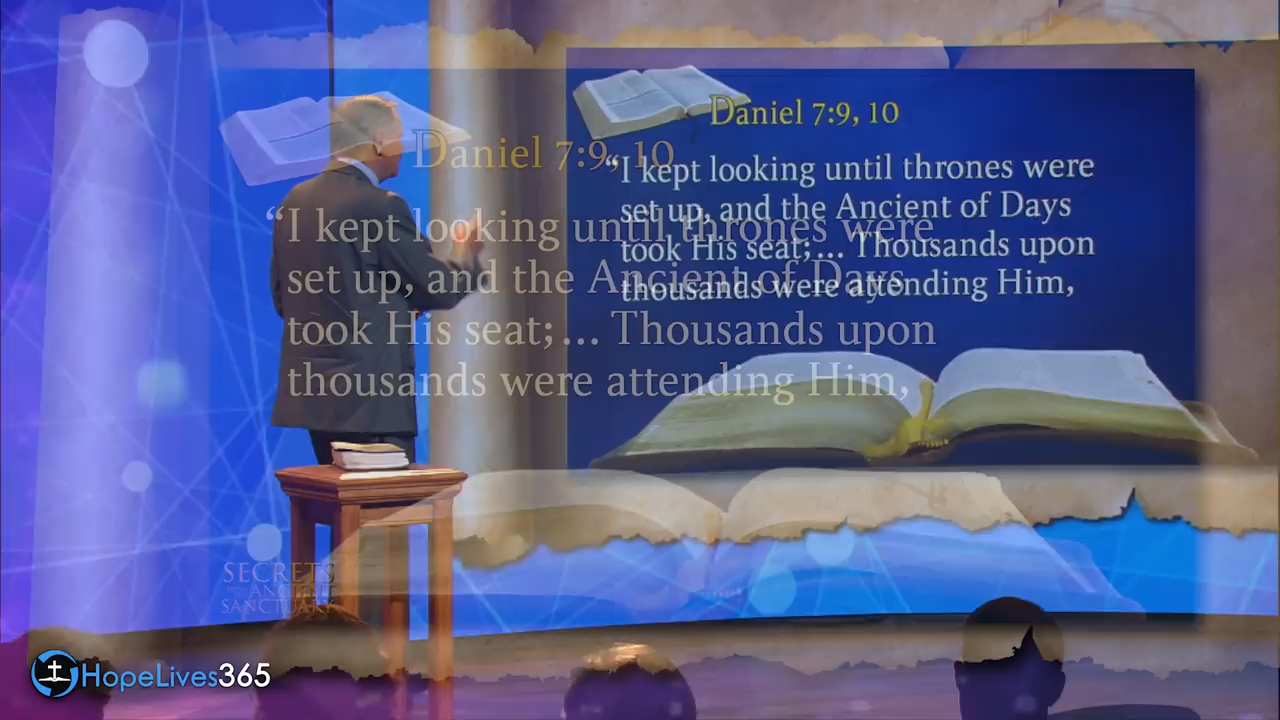 Daniel 7:9, 10
“I kept looking until thrones were
set up, and the Ancient of Days
took His seat;... Thousands upon
thousands were attending Him,
Daniel 7:9, 10
“I kept looking until thrones were
set up, and the Ancient of Days
took His seat;... Thousands upon
thousands were attending Him,
SECRETS
ANCIENT
SANCTUARY
HopeLives365